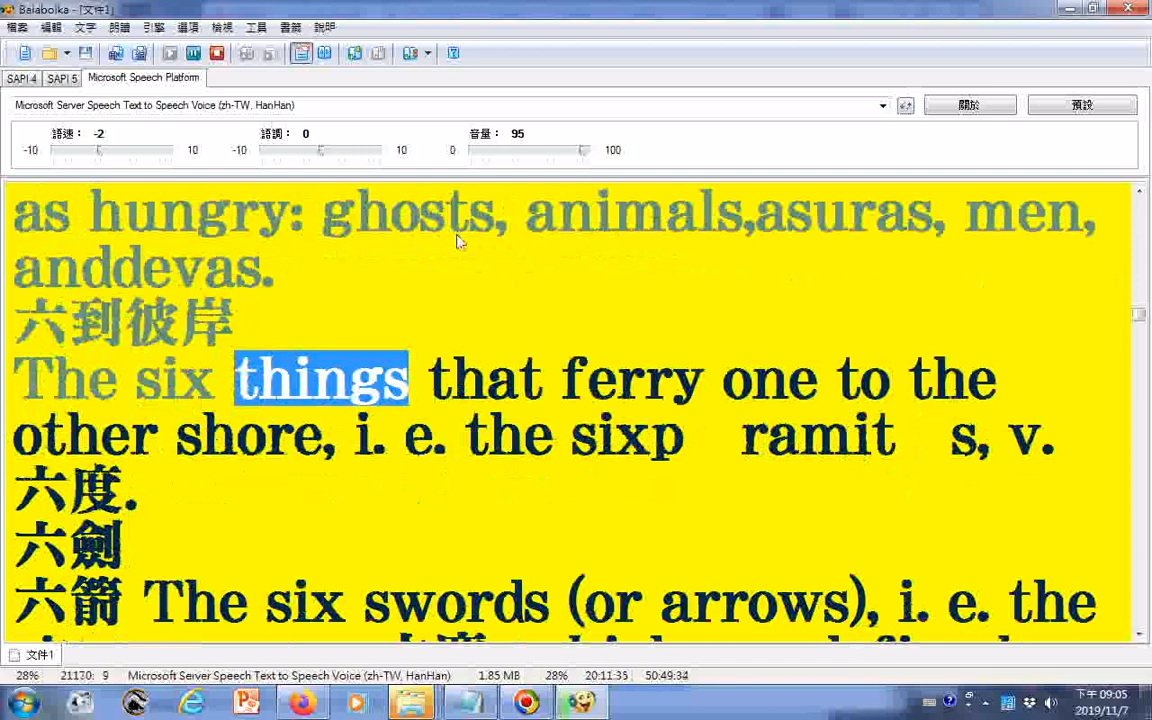 Balabolka - [文件1]
檔案 編輯 文字 朗讀 引擎 選項 檢視 工具 書籤 說明
SAPI 4 SAPI 5 Microsoft Speech Platform
Microsoft Server Speech Text to Speech Voice (zh-TW, HanHan) 關於 預設
語速： -2 語調： 0 音量： 95
-10 10 -10 10 0 100
as hungry: ghosts, animals,asuras, men,
anddevas.
六到彼岸
The six things that ferry one to the
other shore, i. e. the sixp ramit s, v.
六度.
六劍
六箭 The six swords (or arrows), i. e. the
文件1
28% 21170: 9 Microsoft Server Speech Text to Speech Voice (zh-TW, HanHan) 1.85 MB 28% 20:11:35 50:49:34
下午 09:05
2019/11/7